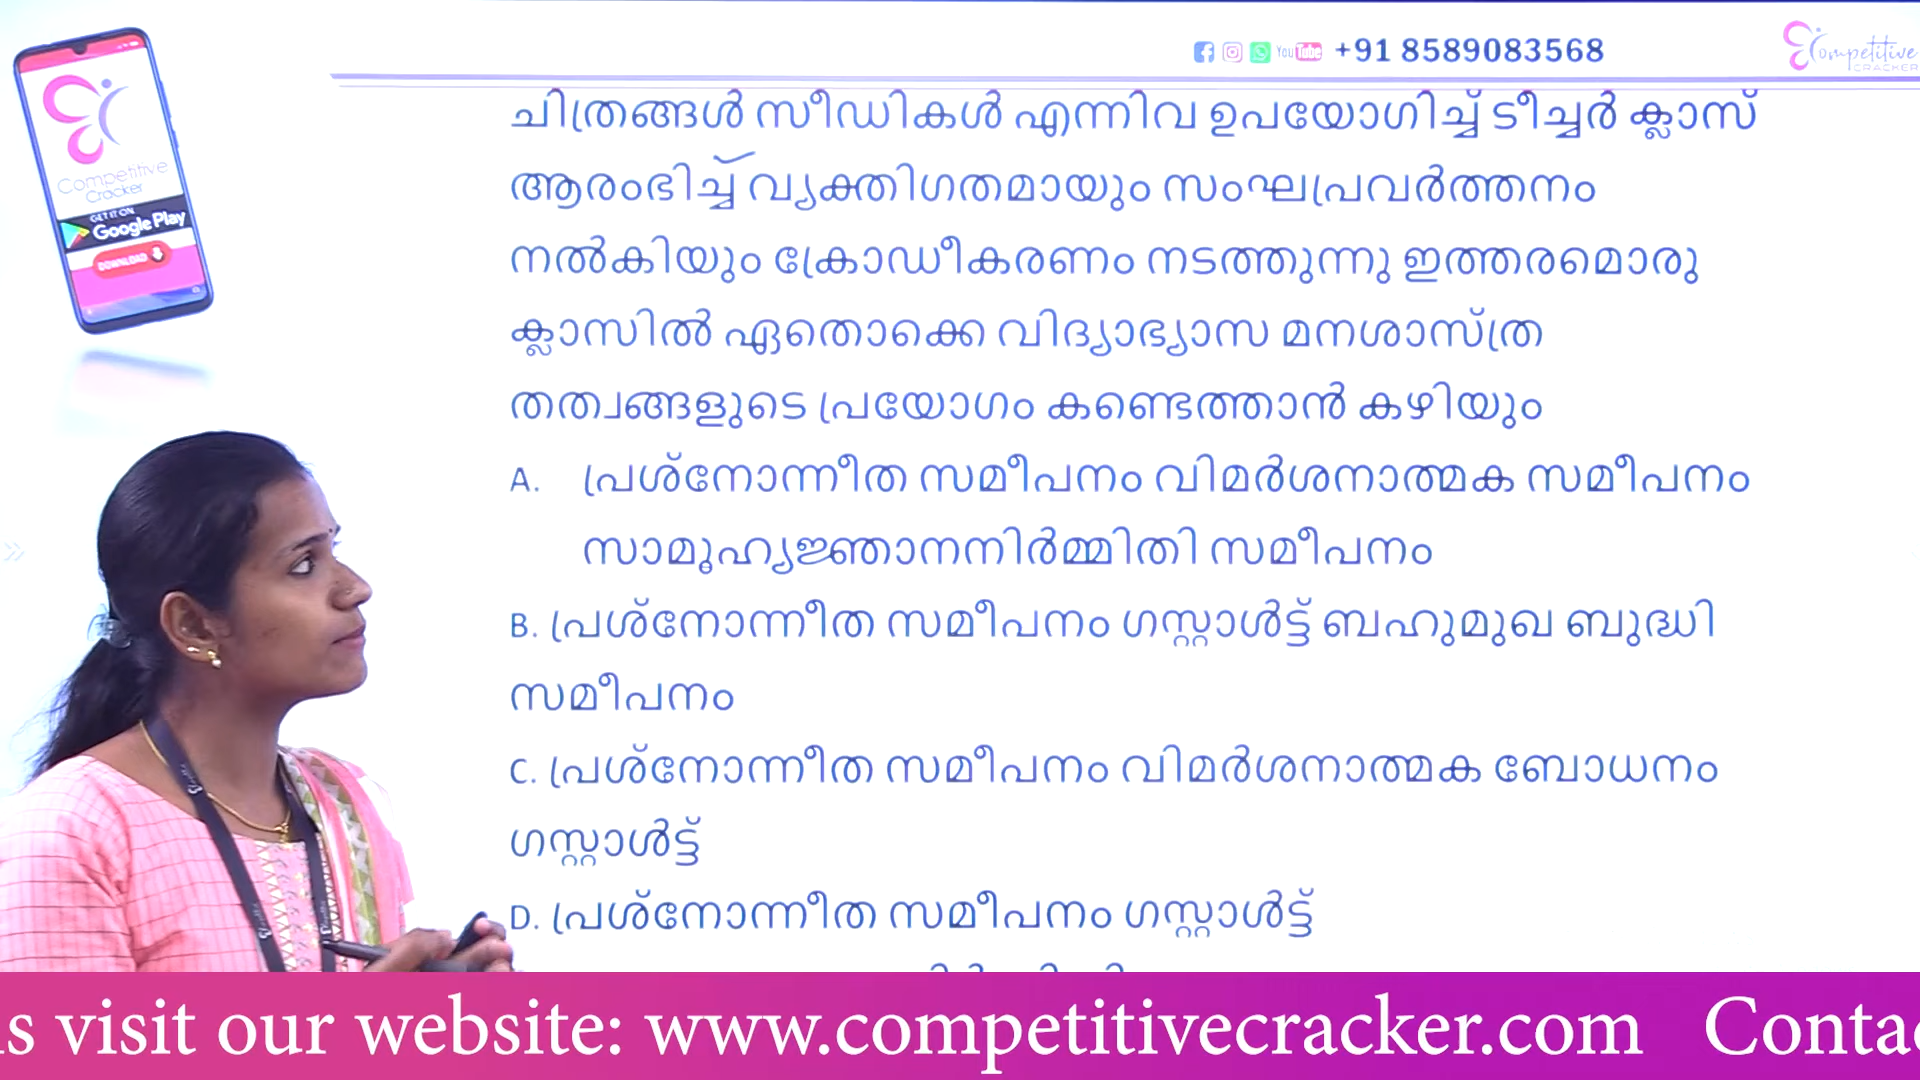 +91 8589083568
Competitive
CRACKER
Competitive
Cracker
GET IT ON
Google Play
DOWNLOAD
ചിത്രങ്ങൾ സീഡികൾ എന്നിവ ഉപയോഗിച്ച് ടീച്ചർ ക്ലാസ്
ആരംഭിച്ച് വ്യക്തിഗതമായും സംഘപ്രവർത്തനം
നൽകിയും ക്രോഡീകരണം നടത്തുന്നു ഇത്തരമൊരു
ക്ലാസിൽ ഏതൊക്കെ വിദ്യാഭ്യാസ മനശാസ്ത്ര
തത്വങ്ങളുടെ പ്രയോഗം കണ്ടെത്താൻ കഴിയും
A. പ്രശ്നോന്നീത സമീപനം വിമർശനാത്മക സമീപനം
സാമൂഹ്യജ്ഞാനനിർമ്മിതി സമീപനം
B. പ്രശ്നോന്നീത സമീപനം ഗസ്റ്റാൾട്ട് ബഹുമുഖ ബുദ്ധി
സമീപനം
C. പ്രശ്നോന്നീത സമീപനം വിമർശനാത്മക ബോധനം
ഗസ്റ്റാൾട്ട്
D. പ്രശ്നോന്നീത സമീപനം ഗസ്റ്റാൾട്ട്
visit our website: www.competitivecracker.com